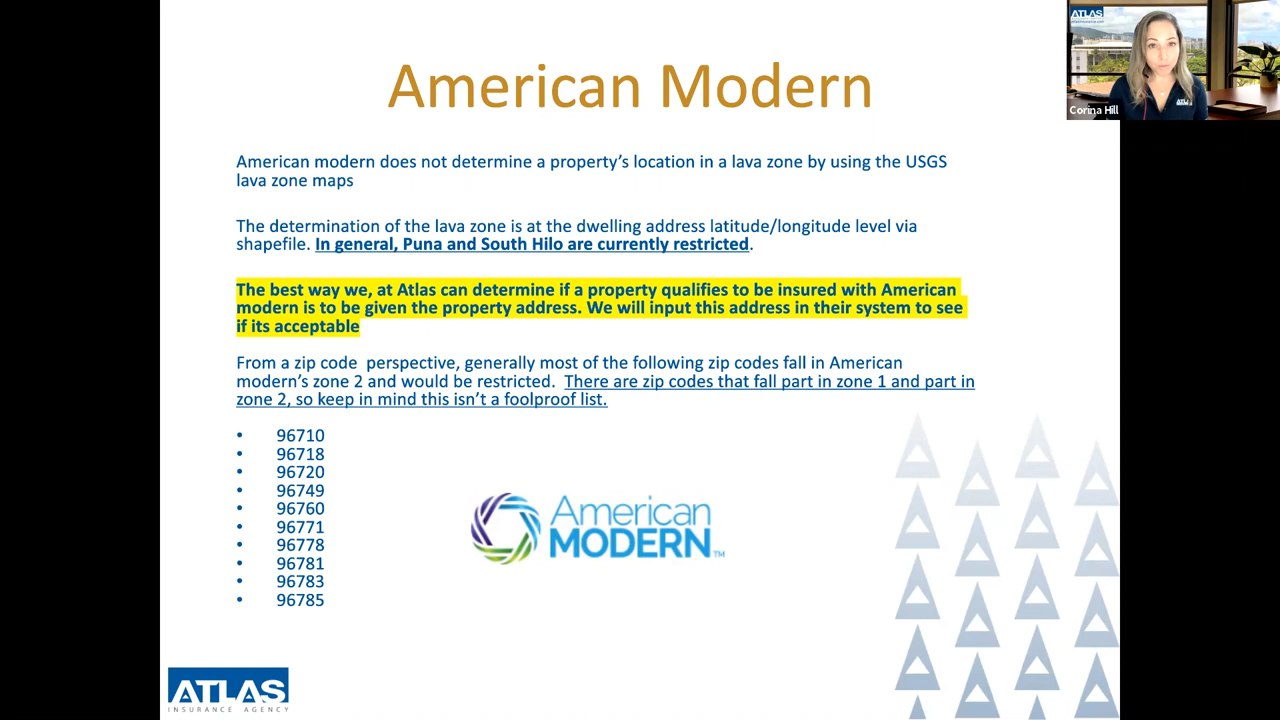 American Modern
American modern does not determine a property's location in a lava zone by using the USGS
lava zone maps
The determination of the lava zone is at the dwelling address latitude/longitude level via
shapefile. In general, Puna and South Hilo are currently restricted.
The best way we, at Atlas can determine if a property qualifies to be insured with American
modern is to be given the property address. We will input this address in their system to see
if its acceptable
From a zip code perspective, generally most of the following zip codes fall in American
modern's zone 2 and would be restricted. There are zip codes that fall part in zone 1 and part in
zone 2, so keep in mind this isn't a foolproof list.
• 96710
• 96718
• 96720
• 96749
• 96760
• 96771
• 96778
• 96781
• 96783
• 96785
American
MODERN™
ATLAS
INSURANCE AGENCY
ATLAS
Corina Hill
ATLAS